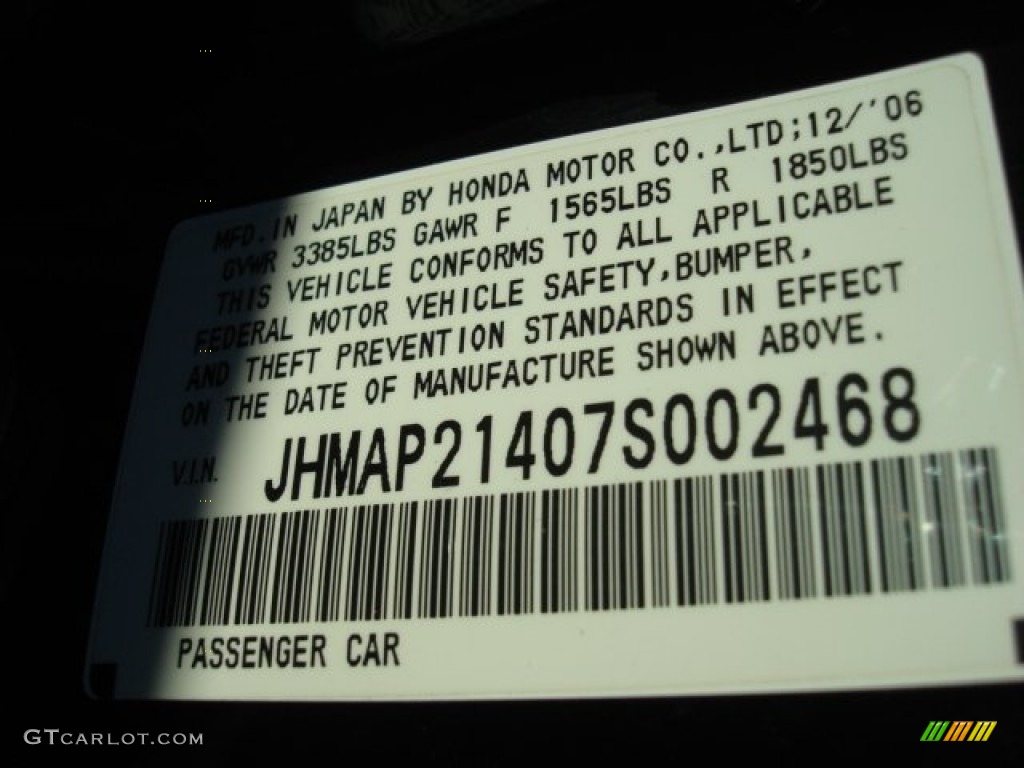 MFD.IN JAPAN BY HONDA MOTOR CO.,LTD;12/'06
GVWR 3385LBS GAWR F 1565LBS R 1850LBS
THIS VEHICLE CONFORMS TO ALL APPLICABLE
FEDERAL MOTOR VEHICLE SAFETY,BUMPER,
AND THEFT PREVENTION STANDARDS IN EFFECT
ON THE DATE OF MANUFACTURE SHOWN ABOVE.
V.I.N. JHMAP21407S002468
PASSENGER CAR
GTCARLOT.COM